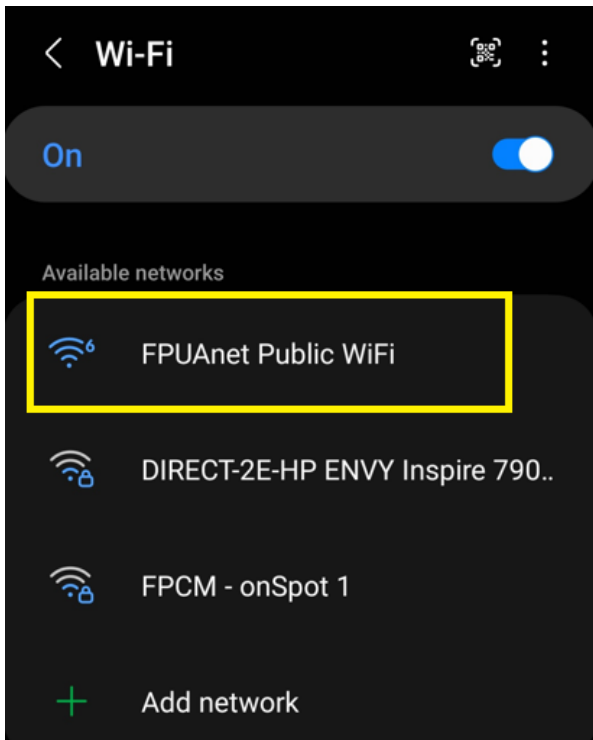 Wi-Fi
On
Available networks
6
FPUAnet Public WiFi
DIRECT-2E-HP ENVY Inspire 790..
FPCM - onSpot 1
Add network